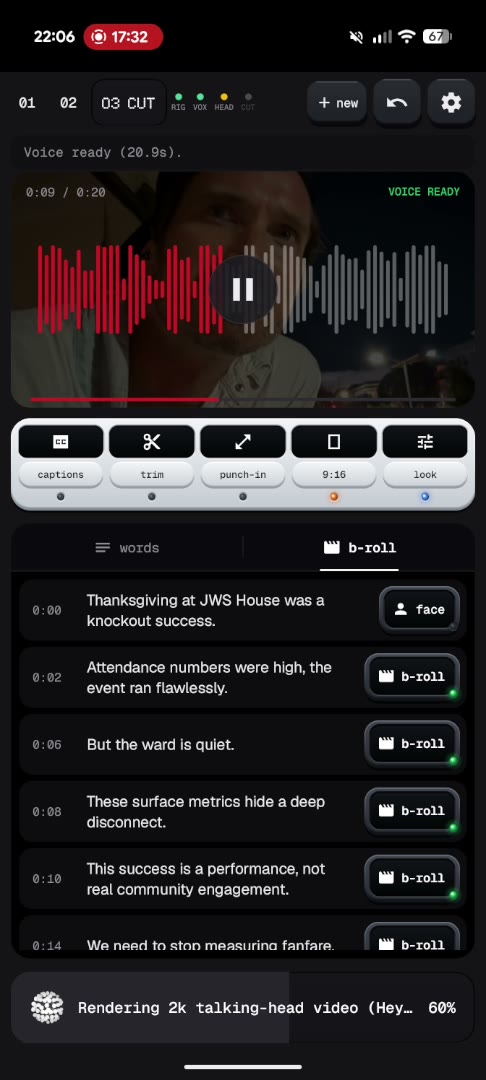 22:06 17:32 67
01 02 03 CUT RIG VOX HEAD CUT + new
Voice ready (20.9s).
0:09 / 0:20 VOICE READY
CC
captions trim punch-in 9:16 look
words b-roll
0:00 Thanksgiving at JWS House was a
knockout success. face
0:02 Attendance numbers were high, the
event ran flawlessly. b-roll
0:06 But the ward is quiet. b-roll
0:08 These surface metrics hide a deep
disconnect. b-roll
0:10 This success is a performance, not
real community engagement. b-roll
0:14 We need to stop measuring fanfare. b-roll
Rendering 2k talking-head video (Hey… 60%